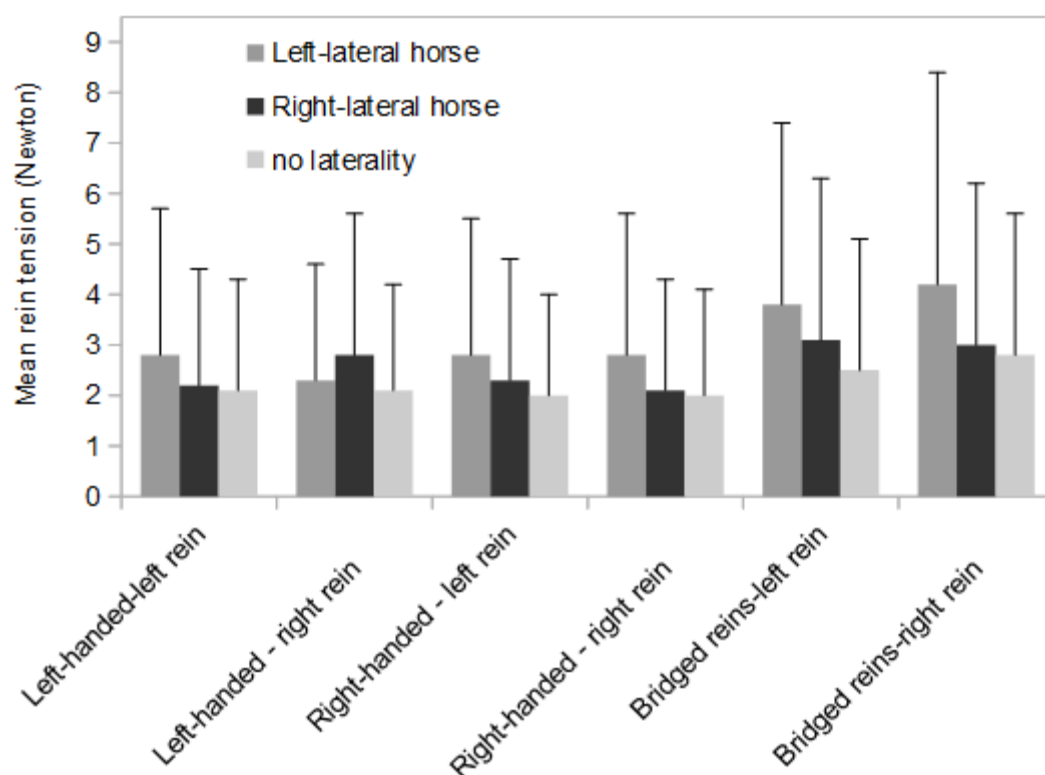 Mean rein tension (Newton)
9
8
7
6
5
4
3
2
1
0
Left-lateral horse
Right-lateral horse
no laterality
Left-handed-left rein
Left-handed - right rein
Right-handed - left rein
Right-handed - right rein
Bridged reins-left rein
Bridged reins-right rein